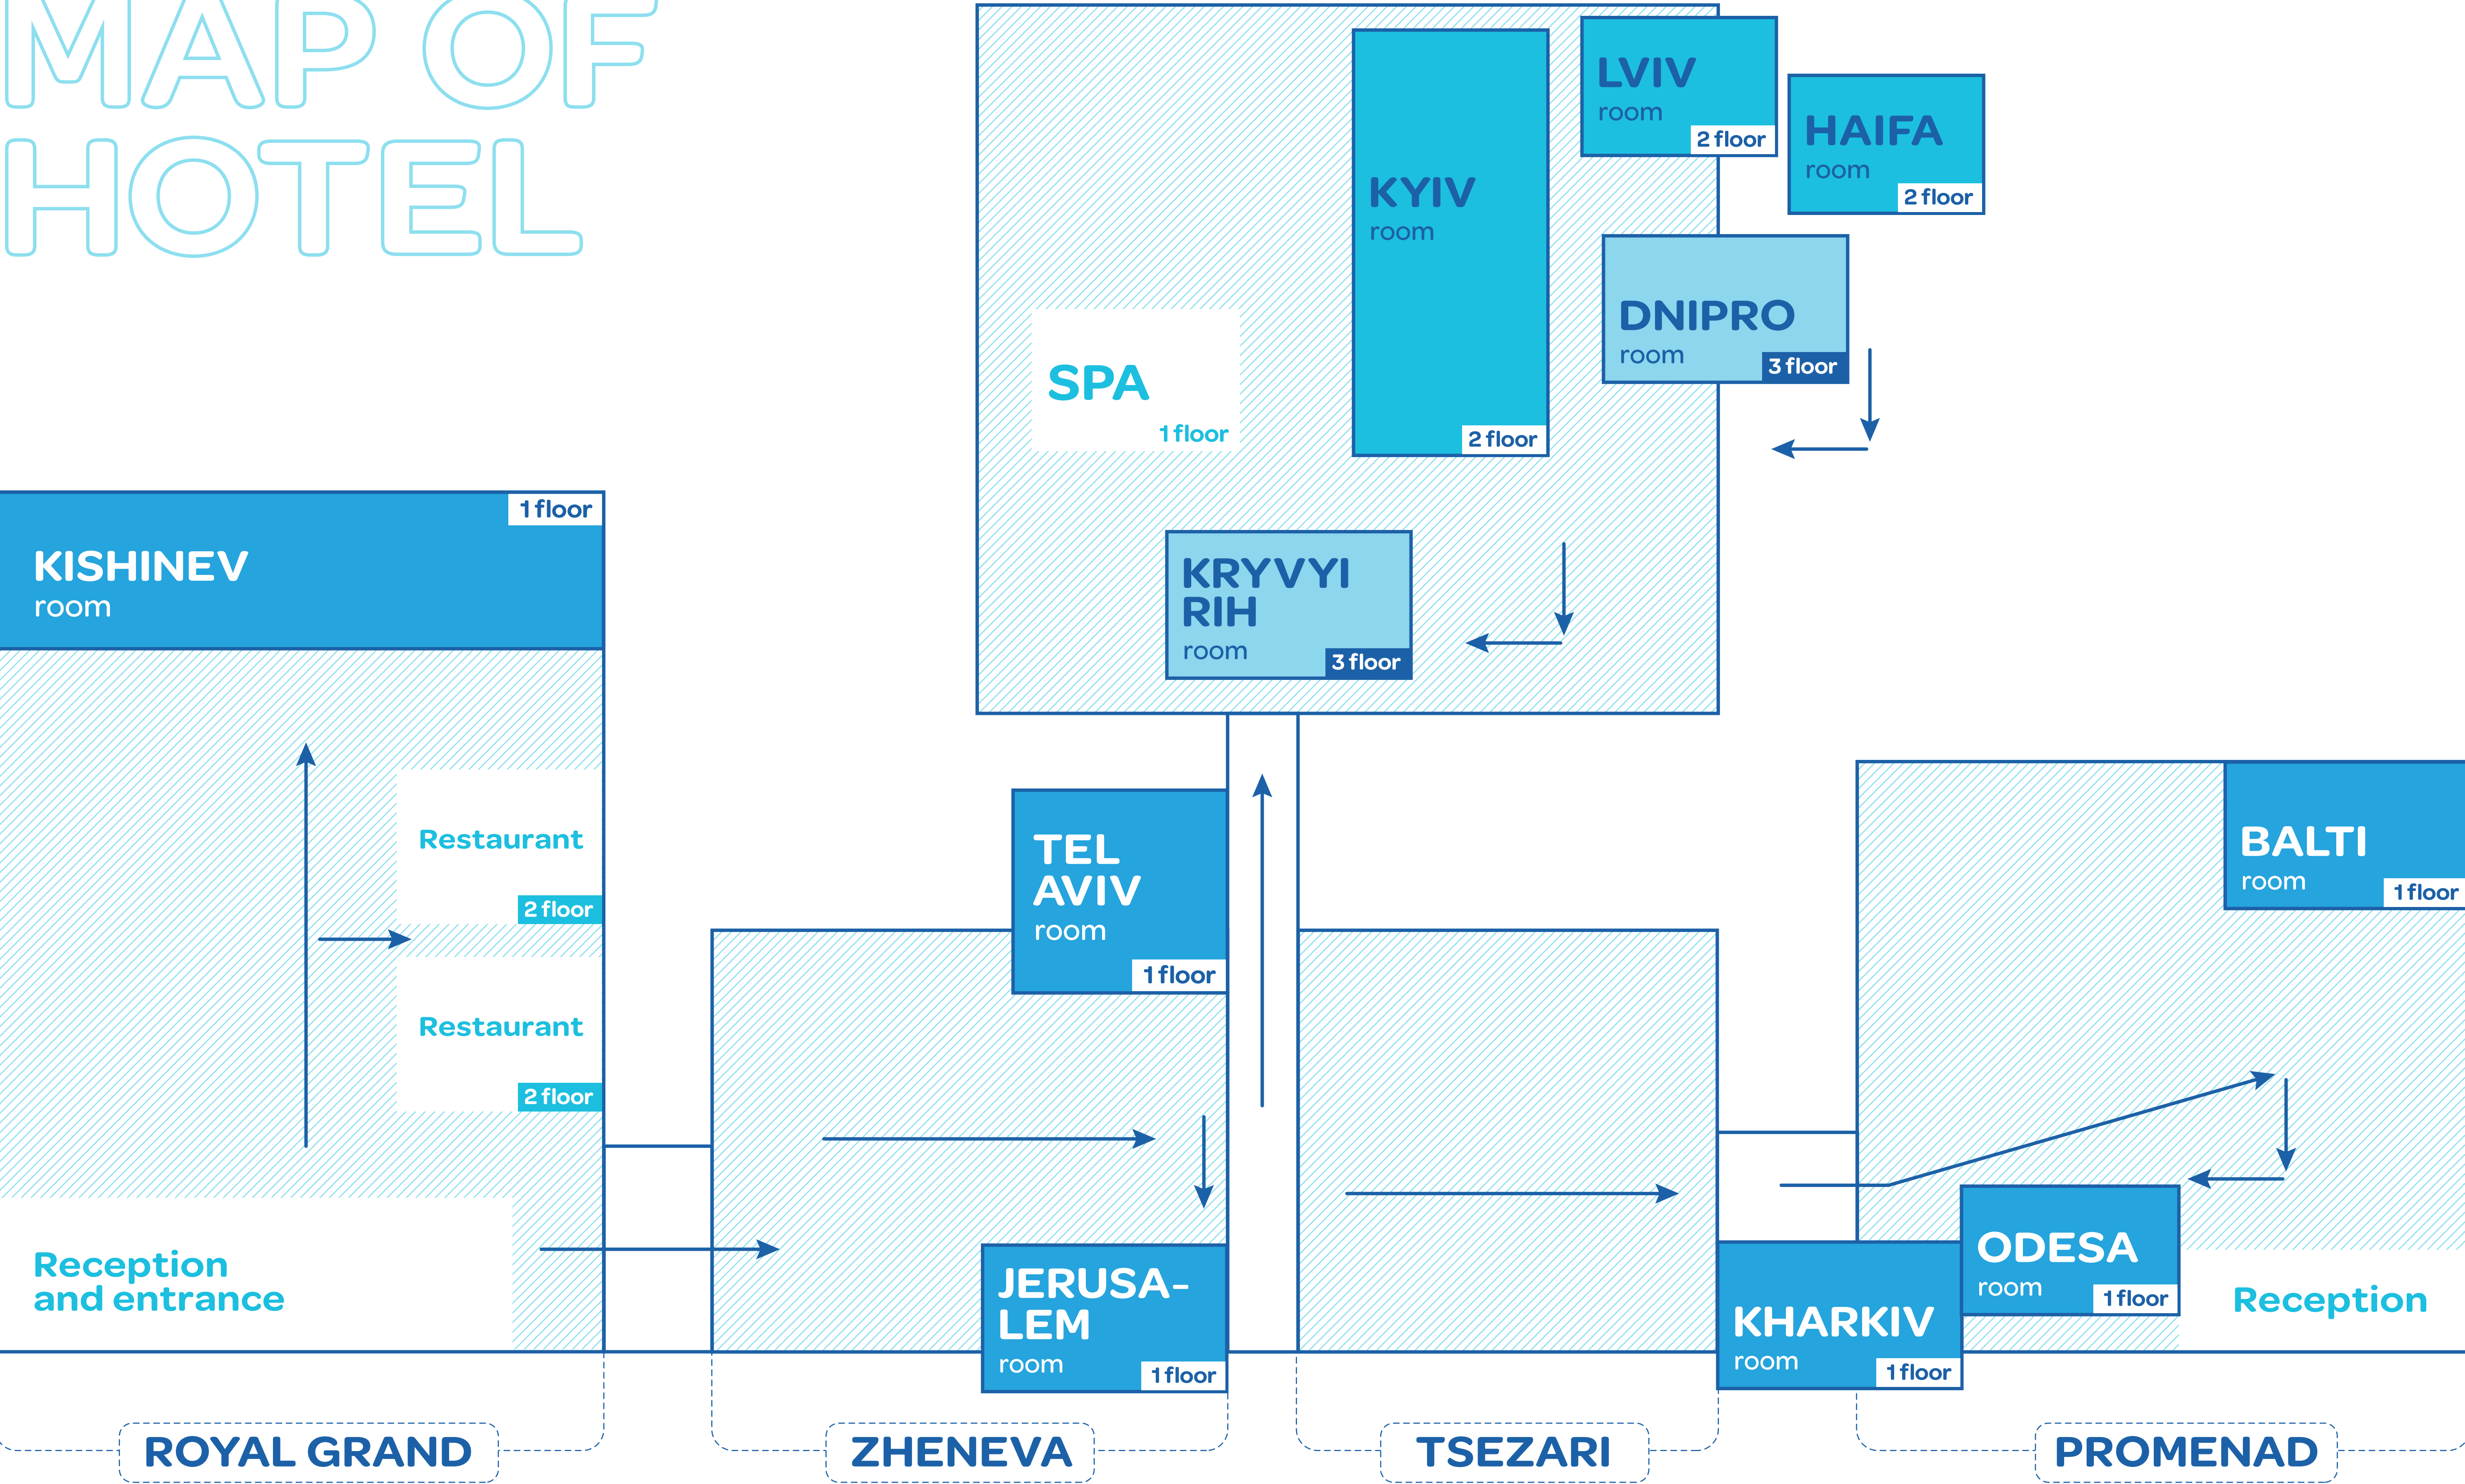 MAP OF
HOTEL
LVIV
room
2 floor
HAIFA
room
2 floor
KYIV
room
2 floor
DNIPRO
room
3 floor
SPA
1 floor
KISHINEV
room
1 floor
KRYVYI
RIH
room
3 floor
Restaurant
2 floor
Restaurant
2 floor
TEL
AVIV
room
1 floor
BALTI
room
1 floor
Reception
and entrance
JERUSA-
LEM
room
1 floor
KHARKIV
room
1 floor
ODESA
room
1 floor
Reception
ROYAL GRAND
ZHENEVA
TSEZARI
PROMENAD